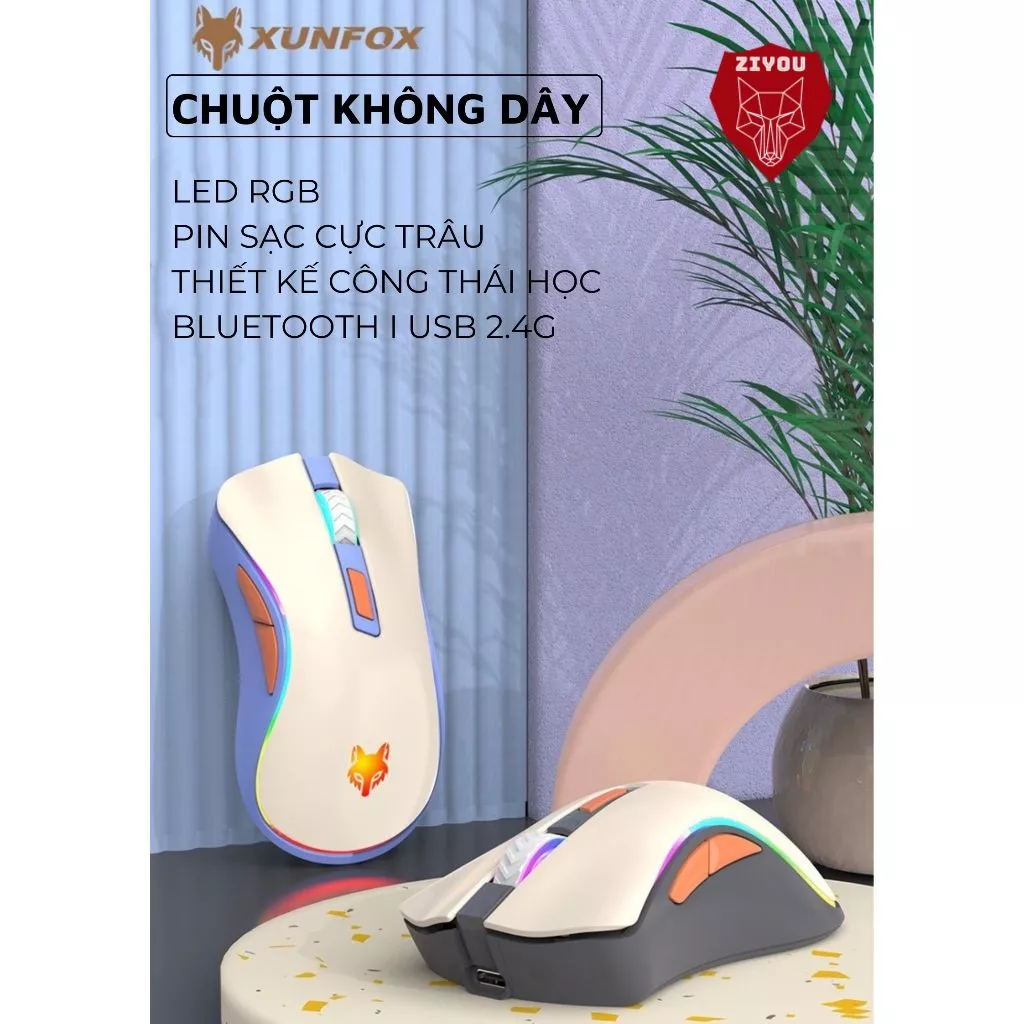 XUNFOX
ZIYOU
CHUỘT KHÔNG DÂY
LED RGB
PIN SẠC CỰC TRÂU
THIẾT KẾ CÔNG THÁI HỌC
BLUETOOTH I USB 2.4G